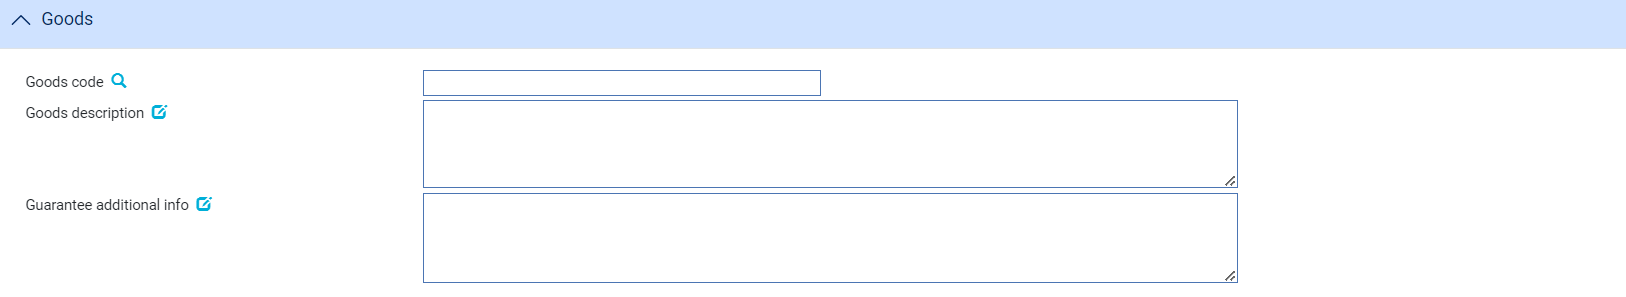 Goods
Goods code
Goods description
Guarantee additional info